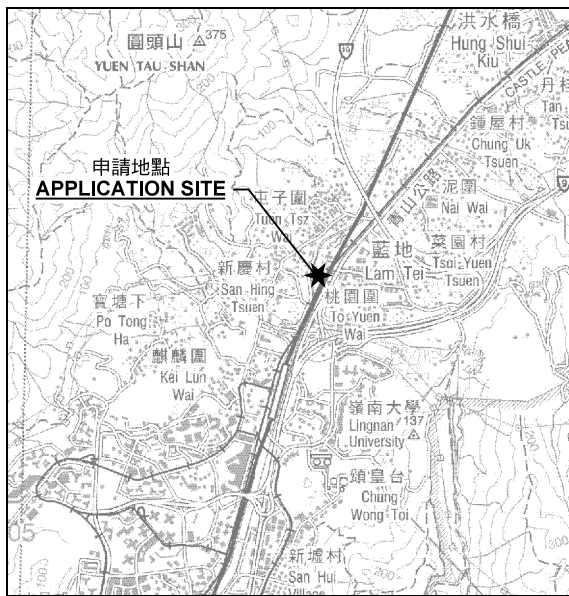 圓頭山
375
YUEN TAU SHAN
洪水橋
Hung Shui
Kiu
鍾屋村
Chung Uk
Tsuen
申請地點
APPLICATION SITE
屯子圍
Tuen Tsz
Wai
青山公路
泥圍
Nai Wai
藍地
Lam Tei
菜園村
Tsoi Yuen
Tsuen
新慶村
San Hing
Tsuen
桃園圍
To Yuen
Wai
寶塘下
Po Tong
Ha
麒麟圍
Kei Lun
Wai
嶺南大學
Lingnan
University
137
頌皇台
Chung
Wong Toi
05
新墟村
San Hui
Village